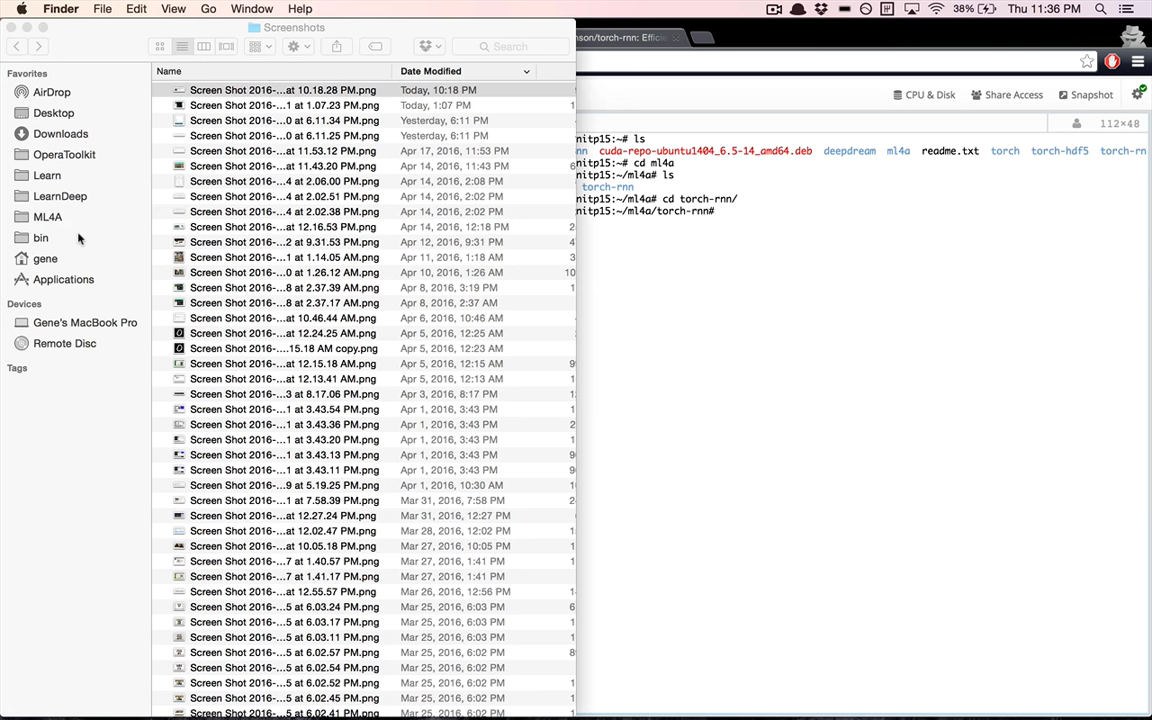 Finder File Edit View Go Window Help 38% Thu 11:36 PM
Screenshots
nson/torch-rnn: Efficie
Search
Favorites
AirDrop
Desktop
Downloads
OperaToolkit
Learn
LearnDeep
ML4A
bin
gene
Applications
Devices
Gene's MacBook Pro
Remote Disc
Tags
Name Date Modified
Screen Shot 2016-...at 10.18.28 PM.png Today, 10:18 PM
Screen Shot 2016-...1 at 1.07.23 PM.png Today, 1:07 PM
Screen Shot 2016-...0 at 6.11.34 PM.png Yesterday, 6:11 PM
Screen Shot 2016-...0 at 6.11.25 PM.png Yesterday, 6:11 PM
Screen Shot 2016-...at 11.53.12 PM.png Apr 17, 2016, 11:53 PM
Screen Shot 2016-...at 11.43.20 PM.png Apr 14, 2016, 11:43 PM
Screen Shot 2016-...4 at 2.06.00 PM.png Apr 14, 2016, 2:08 PM
Screen Shot 2016-...4 at 2.02.51 PM.png Apr 14, 2016, 2:02 PM
Screen Shot 2016-...4 at 2.02.38 PM.png Apr 14, 2016, 2:02 PM
Screen Shot 2016-...at 12.16.53 PM.png Apr 14, 2016, 12:18 PM
Screen Shot 2016-...2 at 9.31.53 PM.png Apr 12, 2016, 9:31 PM
Screen Shot 2016-...1 at 1.14.05 AM.png Apr 11, 2016, 1:18 AM
Screen Shot 2016-...0 at 1.26.12 AM.png Apr 10, 2016, 1:26 AM
Screen Shot 2016-...8 at 2.37.39 AM.png Apr 8, 2016, 3:19 PM
Screen Shot 2016-...8 at 2.37.17 AM.png Apr 8, 2016, 2:37 AM
Screen Shot 2016-...at 10.46.44 AM.png Apr 6, 2016, 10:46 AM
Screen Shot 2016-...at 12.24.25 AM.png Apr 5, 2016, 12:25 AM
Screen Shot 2016-....15.18 AM copy.png Apr 5, 2016, 12:23 AM
Screen Shot 2016-...at 12.15.18 AM.png Apr 5, 2016, 12:15 AM
Screen Shot 2016-...at 12.13.41 AM.png Apr 5, 2016, 12:13 AM
Screen Shot 2016-...3 at 8.17.06 PM.png Apr 3, 2016, 8:17 PM
Screen Shot 2016-...1 at 3.43.54 PM.png Apr 1, 2016, 3:43 PM
Screen Shot 2016-...1 at 3.43.36 PM.png Apr 1, 2016, 3:43 PM
Screen Shot 2016-...1 at 3.43.20 PM.png Apr 1, 2016, 3:43 PM
Screen Shot 2016-...1 at 3.43.13 PM.png Apr 1, 2016, 3:43 PM
Screen Shot 2016-...1 at 3.43.11 PM.png Apr 1, 2016, 3:43 PM
Screen Shot 2016-...9 at 5.19.25 PM.png Apr 1, 2016, 10:30 AM
Screen Shot 2016-...1 at 7.58.39 PM.png Mar 31, 2016, 7:58 PM
Screen Shot 2016-...at 12.27.24 PM.png Mar 31, 2016, 12:27 PM
Screen Shot 2016-...at 12.02.47 PM.png Mar 28, 2016, 12:02 PM
Screen Shot 2016-...at 10.05.18 PM.png Mar 27, 2016, 10:05 PM
Screen Shot 2016-...7 at 1.40.57 PM.png Mar 27, 2016, 1:41 PM
Screen Shot 2016-...7 at 1.41.17 PM.png Mar 27, 2016, 1:41 PM
Screen Shot 2016-...at 12.55.57 PM.png Mar 26, 2016, 12:56 PM
Screen Shot 2016-...5 at 6.03.24 PM.png Mar 25, 2016, 6:03 PM
Screen Shot 2016-...5 at 6.03.17 PM.png Mar 25, 2016, 6:03 PM
Screen Shot 2016-...5 at 6.03.11 PM.png Mar 25, 2016, 6:03 PM
Screen Shot 2016-...5 at 6.02.57 PM.png Mar 25, 2016, 6:02 PM
Screen Shot 2016-...5 at 6.02.54 PM.png Mar 25, 2016, 6:02 PM
Screen Shot 2016-...5 at 6.02.52 PM.png Mar 25, 2016, 6:02 PM
Screen Shot 2016-...5 at 6.02.45 PM.png Mar 25, 2016, 6:02 PM
Screen Shot 2016-...5 at 6.02.41 PM.png Mar 25, 2016, 6:02 PM
CPU & Disk Share Access Snapshot
112×48
nitp15:~# ls
nn cuda-repo-ubuntu1404_6.5-14_amd64.deb deepdream ml4a readme.txt torch torch-hdf5 torch-rn
nitp15:~# cd ml4a
nitp15:~/ml4a# ls
torch-rnn
nitp15:~/ml4a# cd torch-rnn/
nitp15:~/ml4a/torch-rnn#